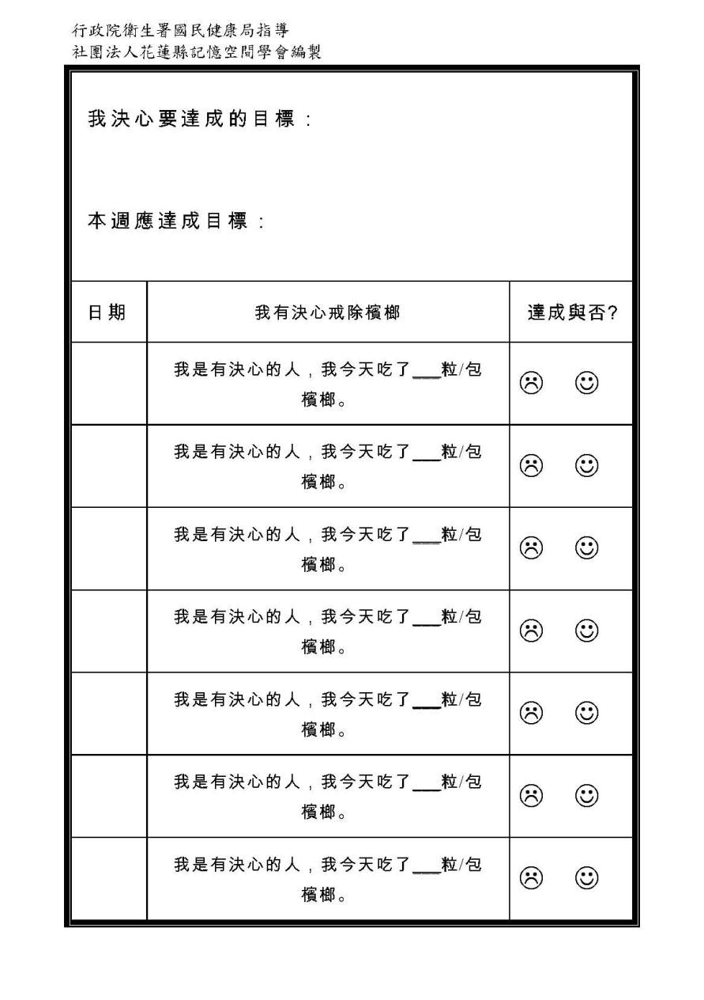 行政院衛生署國民健康局指導
社團法人花蓮縣記憶空間學會編製
我決心要達成的目標：
本週應達成目標：
日期 我有決心戒除檳榔 達成與否?
我是有決心的人，我今天吃了___粒/包
檳榔。
我是有決心的人，我今天吃了___粒/包
檳榔。
我是有決心的人，我今天吃了___粒/包
檳榔。
我是有決心的人，我今天吃了___粒/包
檳榔。
我是有決心的人，我今天吃了___粒/包
檳榔。
我是有決心的人，我今天吃了___粒/包
檳榔。
我是有決心的人，我今天吃了___粒/包
檳榔。